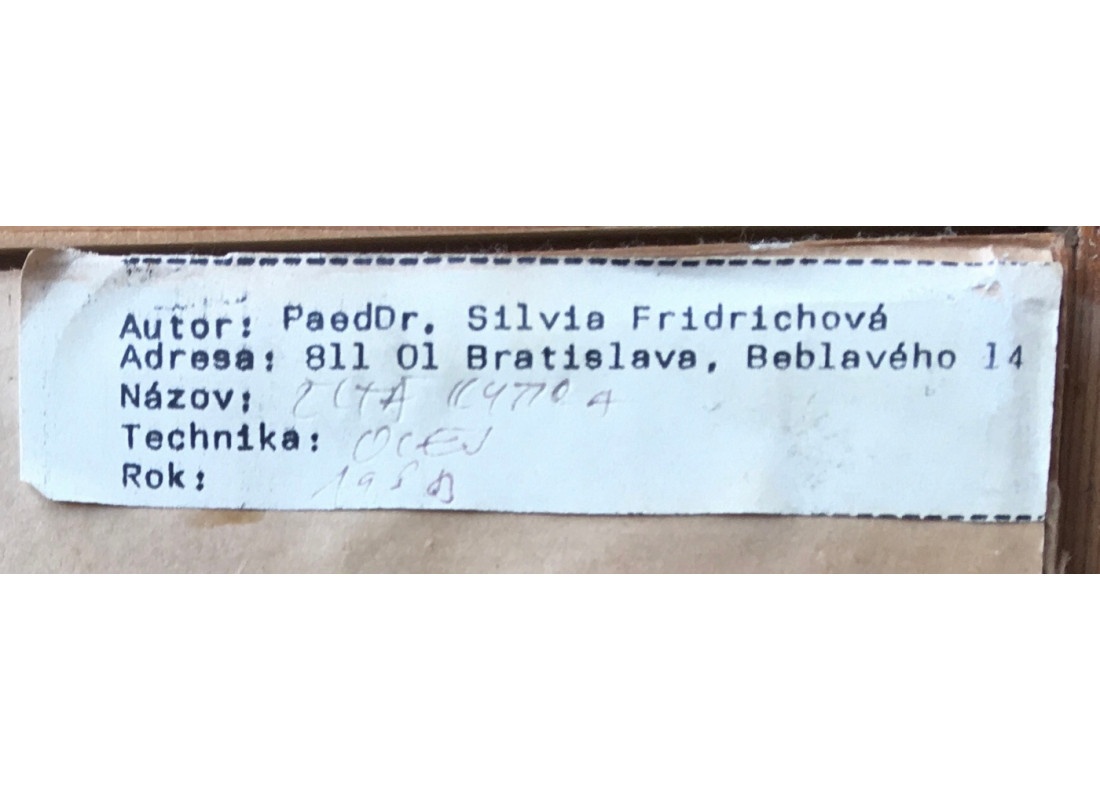 Autor: PaedDr. Silvia Fridrichová
Adresa: 811 01 Bratislava, Beblavého 14
Názov:
Technika: OLEJ
Rok: